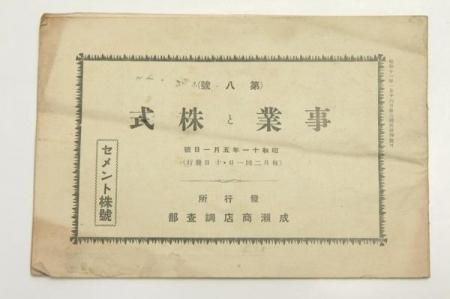 (第八號)
事業と株式
昭和十一年五月一日號
(每月二回一日・十日發行)
發行所
成瀬商店調査部
セメント株號